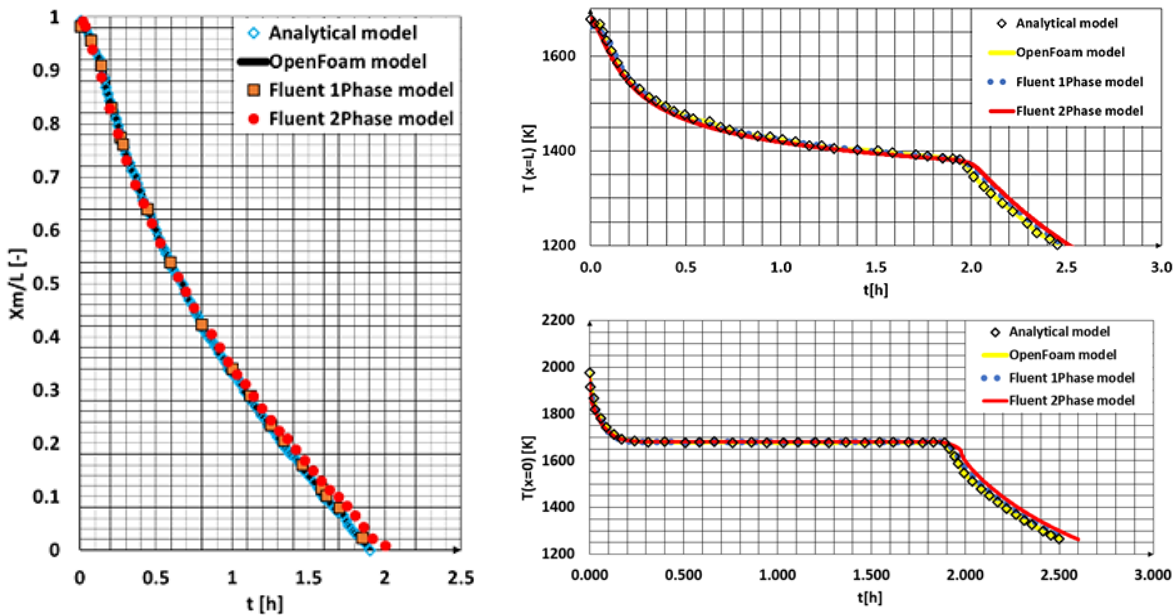 1
0.9
0.8
0.7
0.6
0.5
0.4
0.3
0.2
0.1
0
Xm/L [-]
Analytical model
OpenFoam model
Fluent 1Phase model
Fluent 2Phase model
0 0.5 1 1.5 2 2.5
t [h]
1600
1400
1200
T (x=L) [K]
Analytical model
OpenFoam model
Fluent 1Phase model
Fluent 2Phase model
0.0 0.5 1.0 1.5 2.0 2.5 3.0
t[h]
2200
2000
1800
1600
1400
1200
T(x=0) [K]
Analytical model
OpenFoam model
Fluent 1Phase model
Fluent 2Phase model
0.000 0.500 1.000 1.500 2.000 2.500 3.000
t[h]